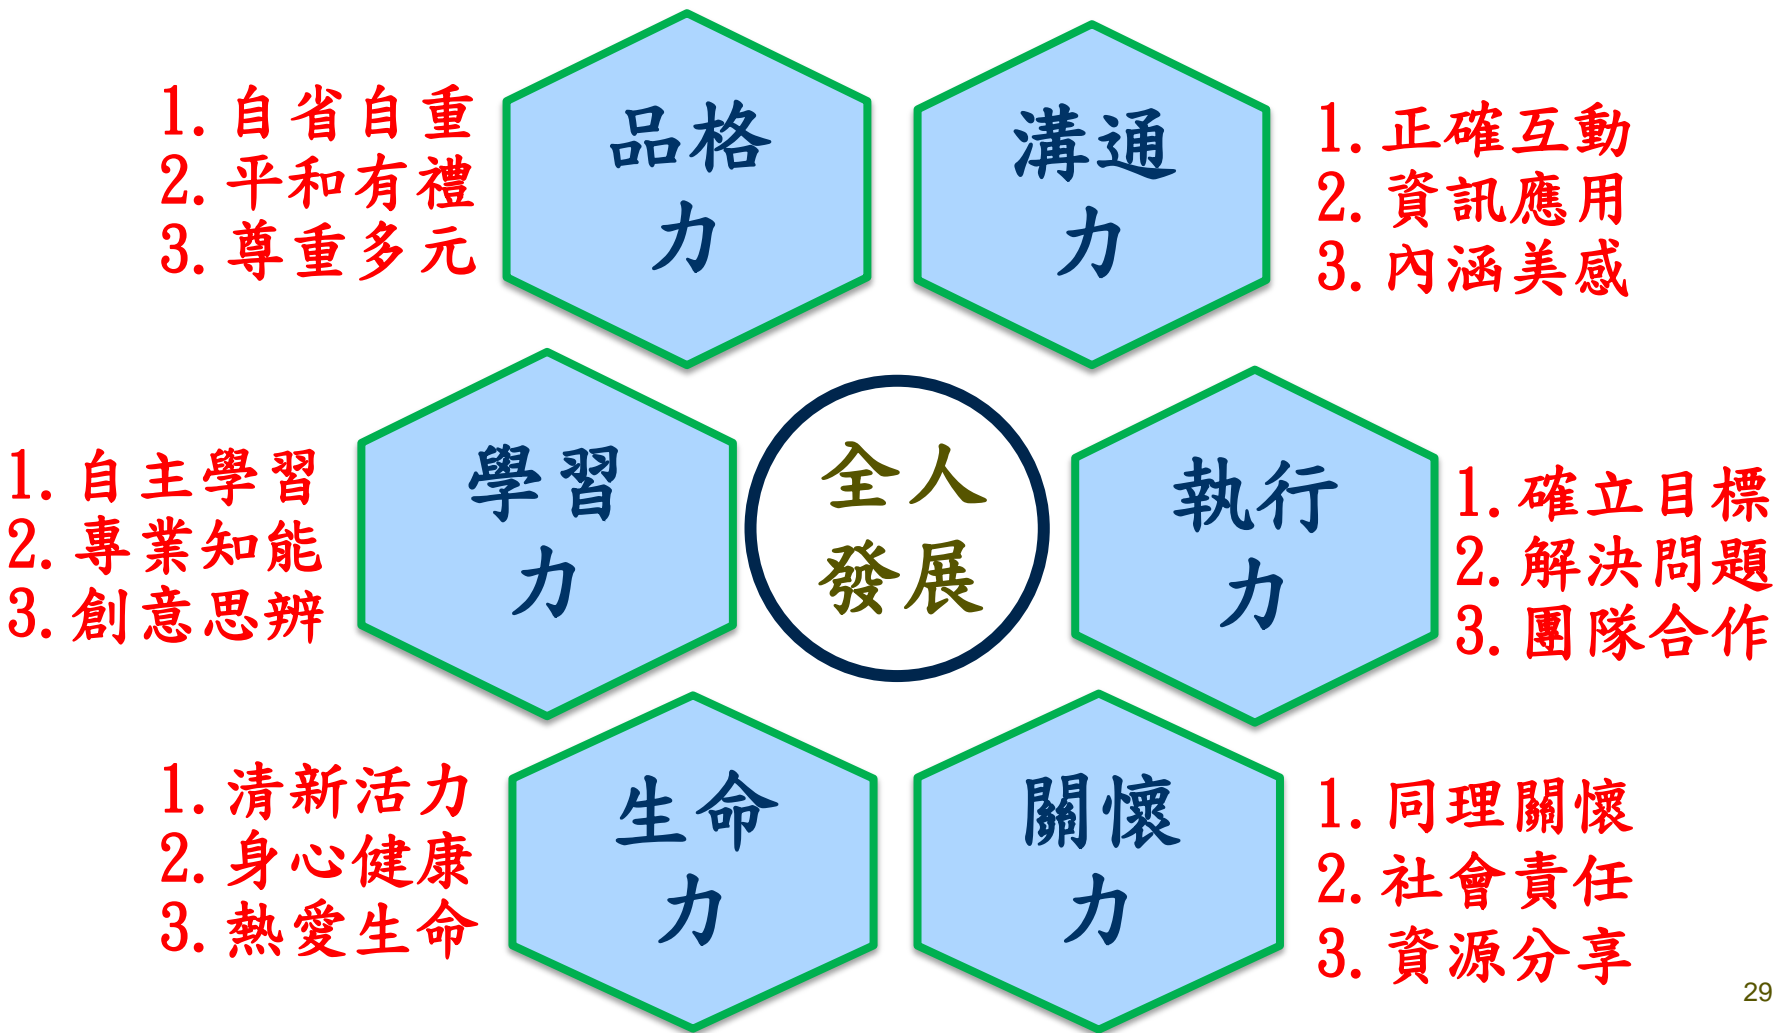 1.自省自重
2.平和有禮
3.尊重多元
品格
力
溝通
力
1.正確互動
2.資訊應用
3.內涵美感
1.自主學習
2.專業知能
3.創意思辨
學習
力
全人
發展
執行
力
1.確立目標
2.解決問題
3.團隊合作
1.清新活力
2.身心健康
3.熱愛生命
生命
力
關懷
力
1.同理關懷
2.社會責任
3.資源分享
29